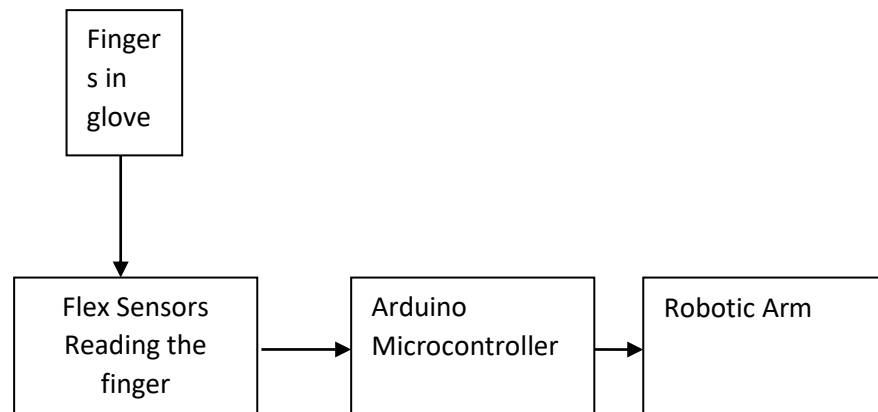 Finger
s in
glove
Flex Sensors
Reading the
finger
Arduino
Microcontroller
Robotic Arm